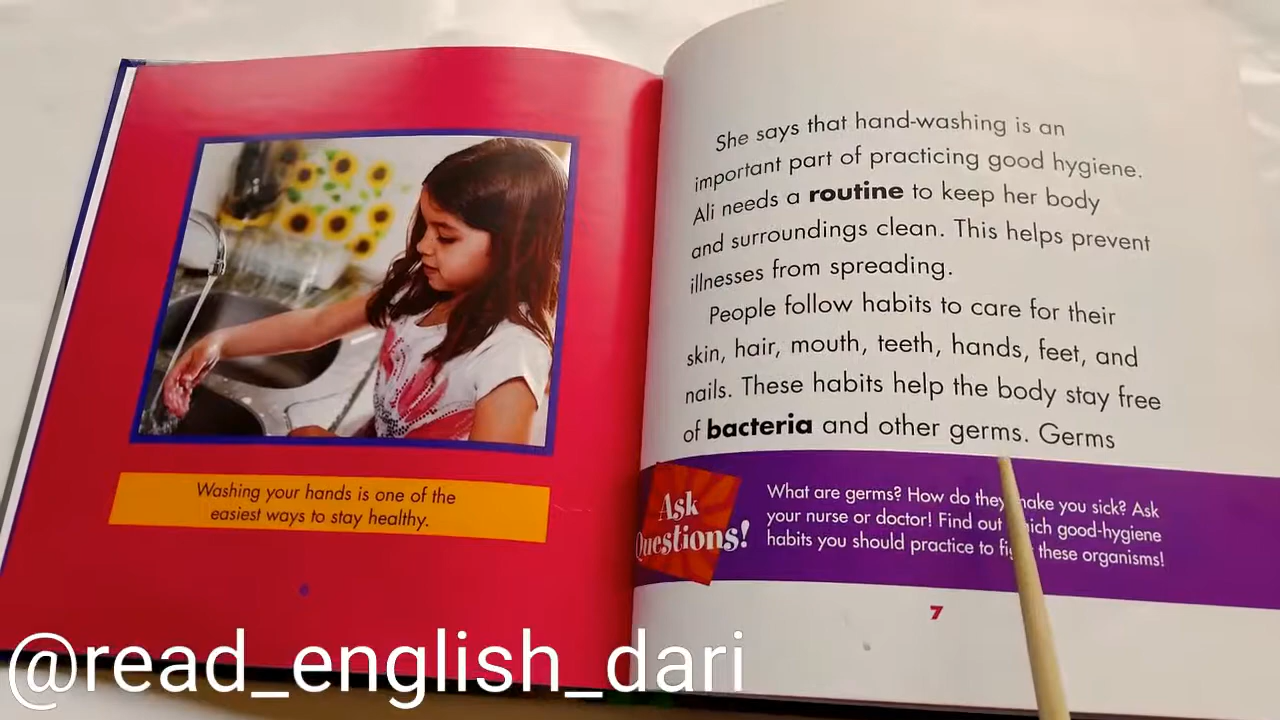 Washing your hands is one of the
easiest ways to stay healthy.
She says that hand-washing is an
important part of practicing good hygiene.
Ali needs a routine to keep her body
and surroundings clean. This helps prevent
illnesses from spreading.
People follow habits to care for their
skin, hair, mouth, teeth, hands, feet, and
nails. These habits help the body stay free
of bacteria and other germs. Germs
Ask
Questions!
What are germs? How do they make you sick? Ask
your nurse or doctor! Find out which good-hygiene
habits you should practice to fight these organisms!
7
@read_english_dari